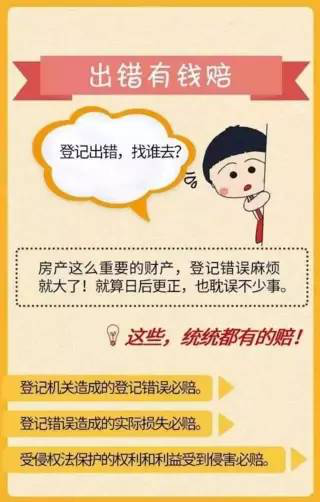 出错有钱赔
登记出错，找谁去？
房产这么重要的财产，登记错误麻烦
就大了！就算日后更正，也耽误不少事。
这些，统统都有的赔！
登记机关造成的登记错误必赔。
登记错误造成的实际损失必赔。
受侵权法保护的权利和利益受到侵害必赔。